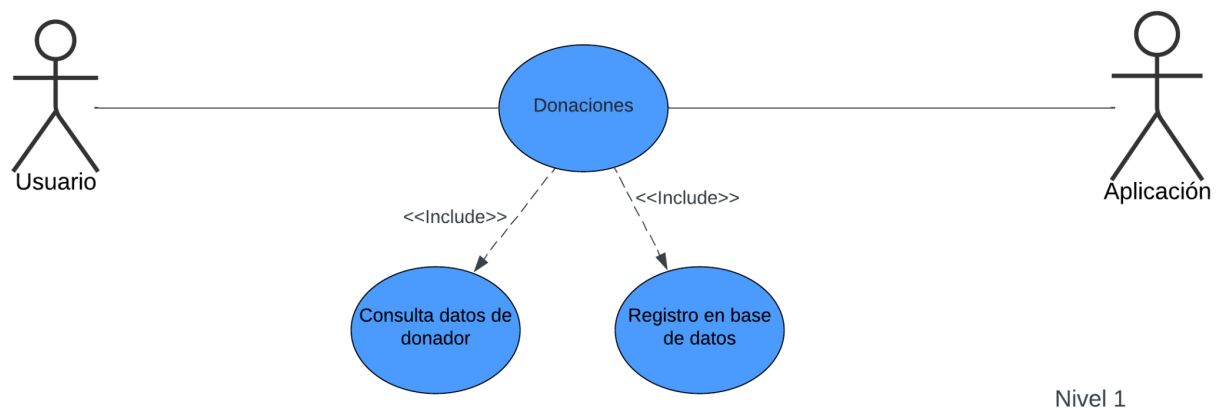 Donaciones
Usuario
Aplicación
<<Include>>
<<Include>>
Consulta datos de
donador
Registro en base
de datos
Nivel 1